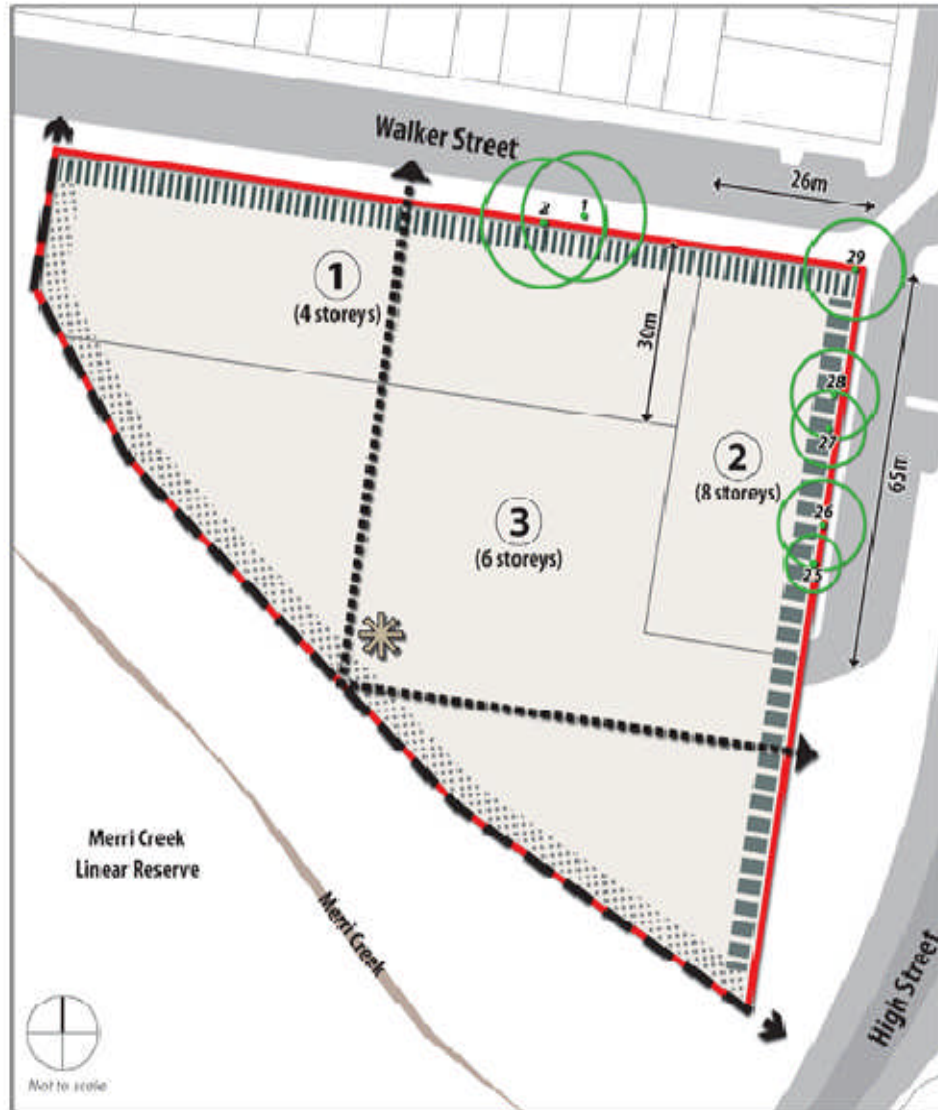 Walker Street
26m
2
1
29
1
(4 storeys)
30m
28
27
65m
2
(8 storeys)
3
(6 storeys)
26
25
Merri Creek
Linear Reserve
Merri Creek
High Street
Not to scale